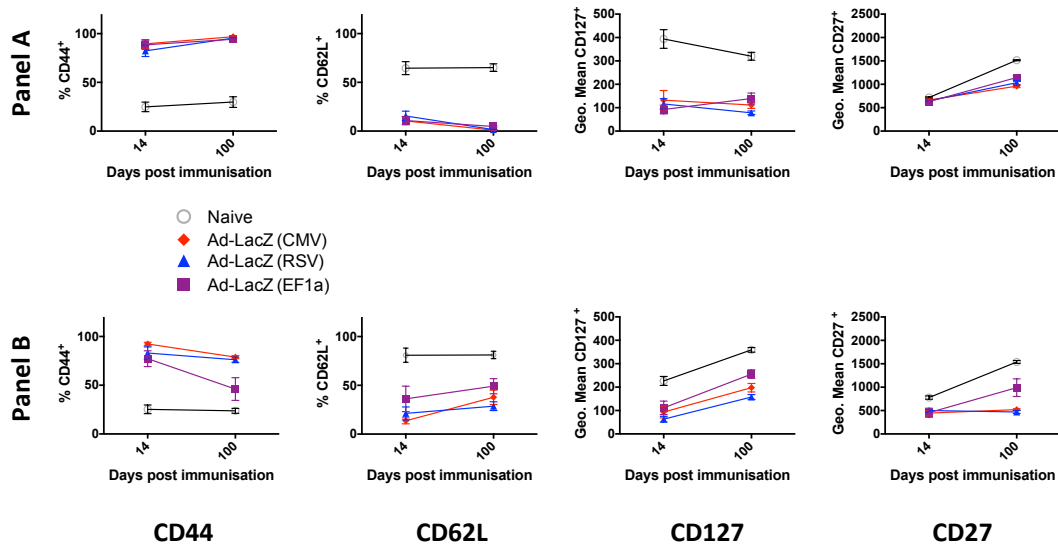 Panel A
% CD44+
100
50
0
14
100
Days post immunisation
% CD62L+
100
50
0
14
100
Days post immunisation
Geo. Mean CD127+
500
400
300
200
100
0
14
100
Days post immunisation
Geo. Mean CD27+
2500
2000
1500
1000
500
0
14
100
Days post immunisation
Naive
Ad-LacZ (CMV)
Ad-LacZ (RSV)
Ad-LacZ (EF1a)
Panel B
% CD44+
100
50
0
14
100
Days post immunisation
% CD62L+
100
50
0
14
100
Days post immunisation
Geo. Mean CD127 +
500
400
300
200
100
0
14
100
Days post immunisation
Geo. Mean CD27 +
2500
2000
1500
1000
500
0
14
100
Days post immunisation
CD44
CD62L
CD127
CD27